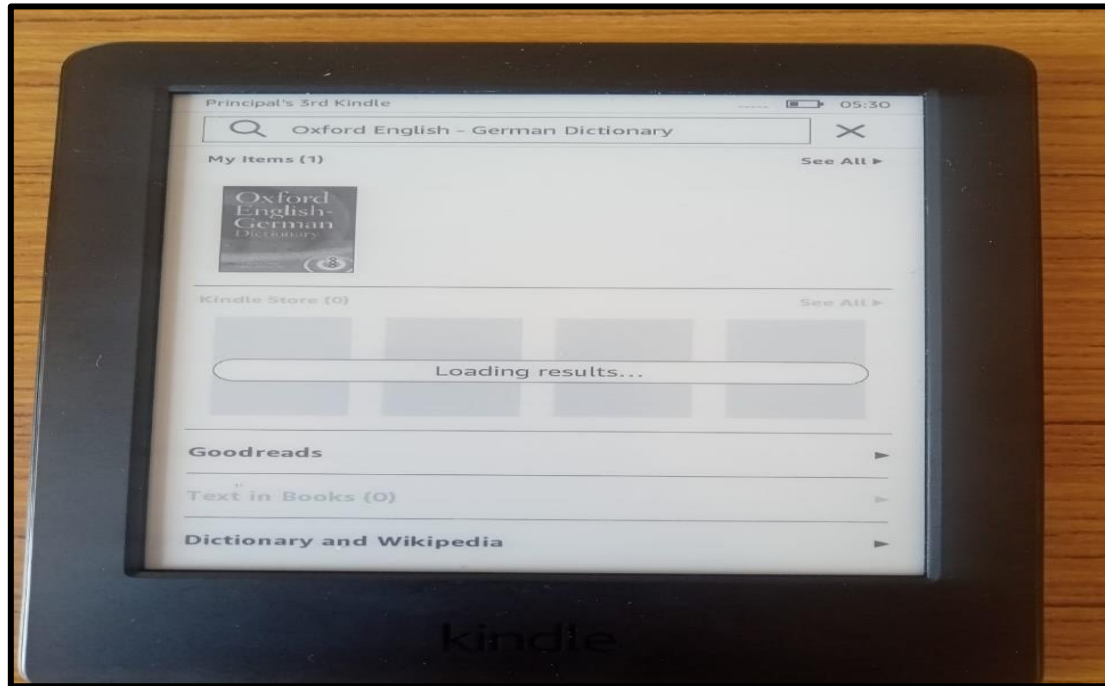 Principal's 3rd Kindle 05:30
Oxford English - German Dictionary
My Items (1) See All
Oxford
English-
German
Dictionary
Kindle Store (0) See All
Loading results...
Goodreads
Text in Books (0)
Dictionary and Wikipedia
kindle